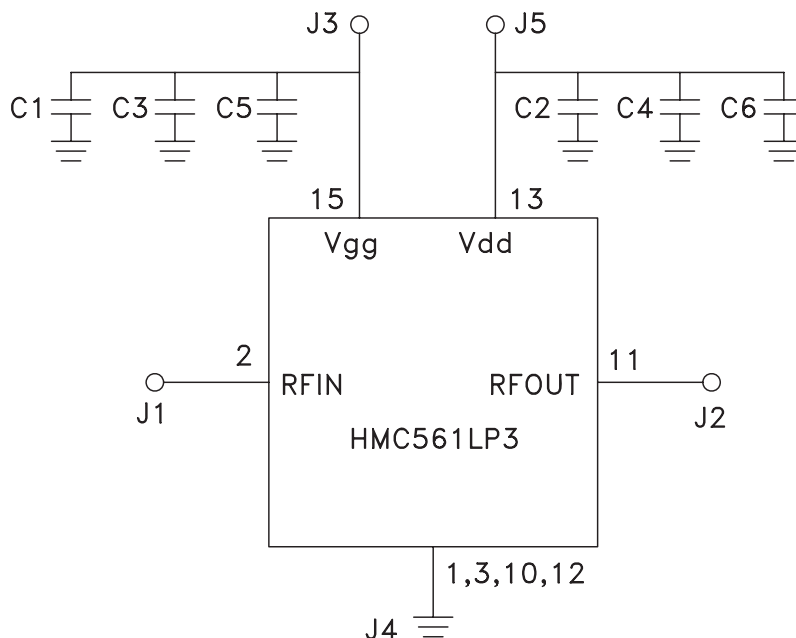 J3 J5
C1 C3 C5 C2 C4 C6
15 13
Vgg Vdd
2 11
RFIN RFOUT
J1 J2
HMC561LP3
1,3,10,12
J4